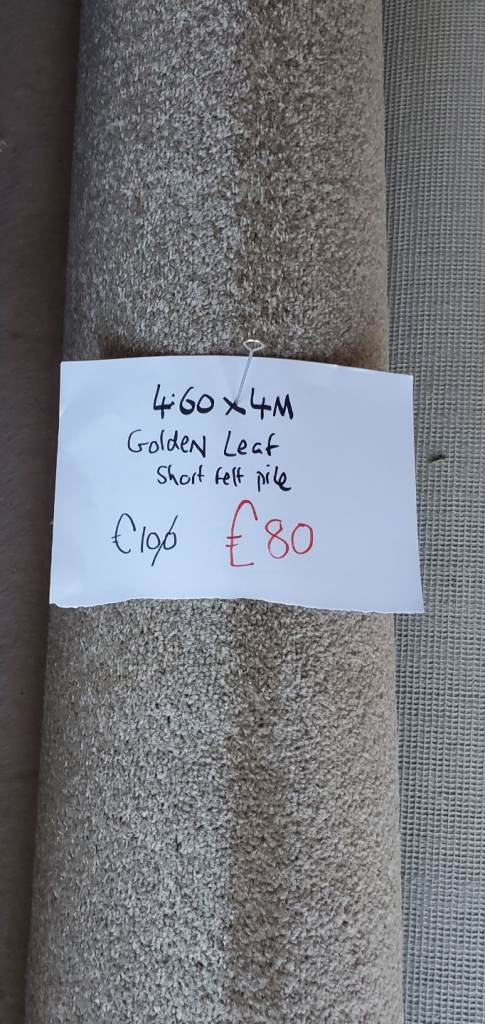 4.60 x 4M
Golden Leaf
Short felt pile
£100 £80